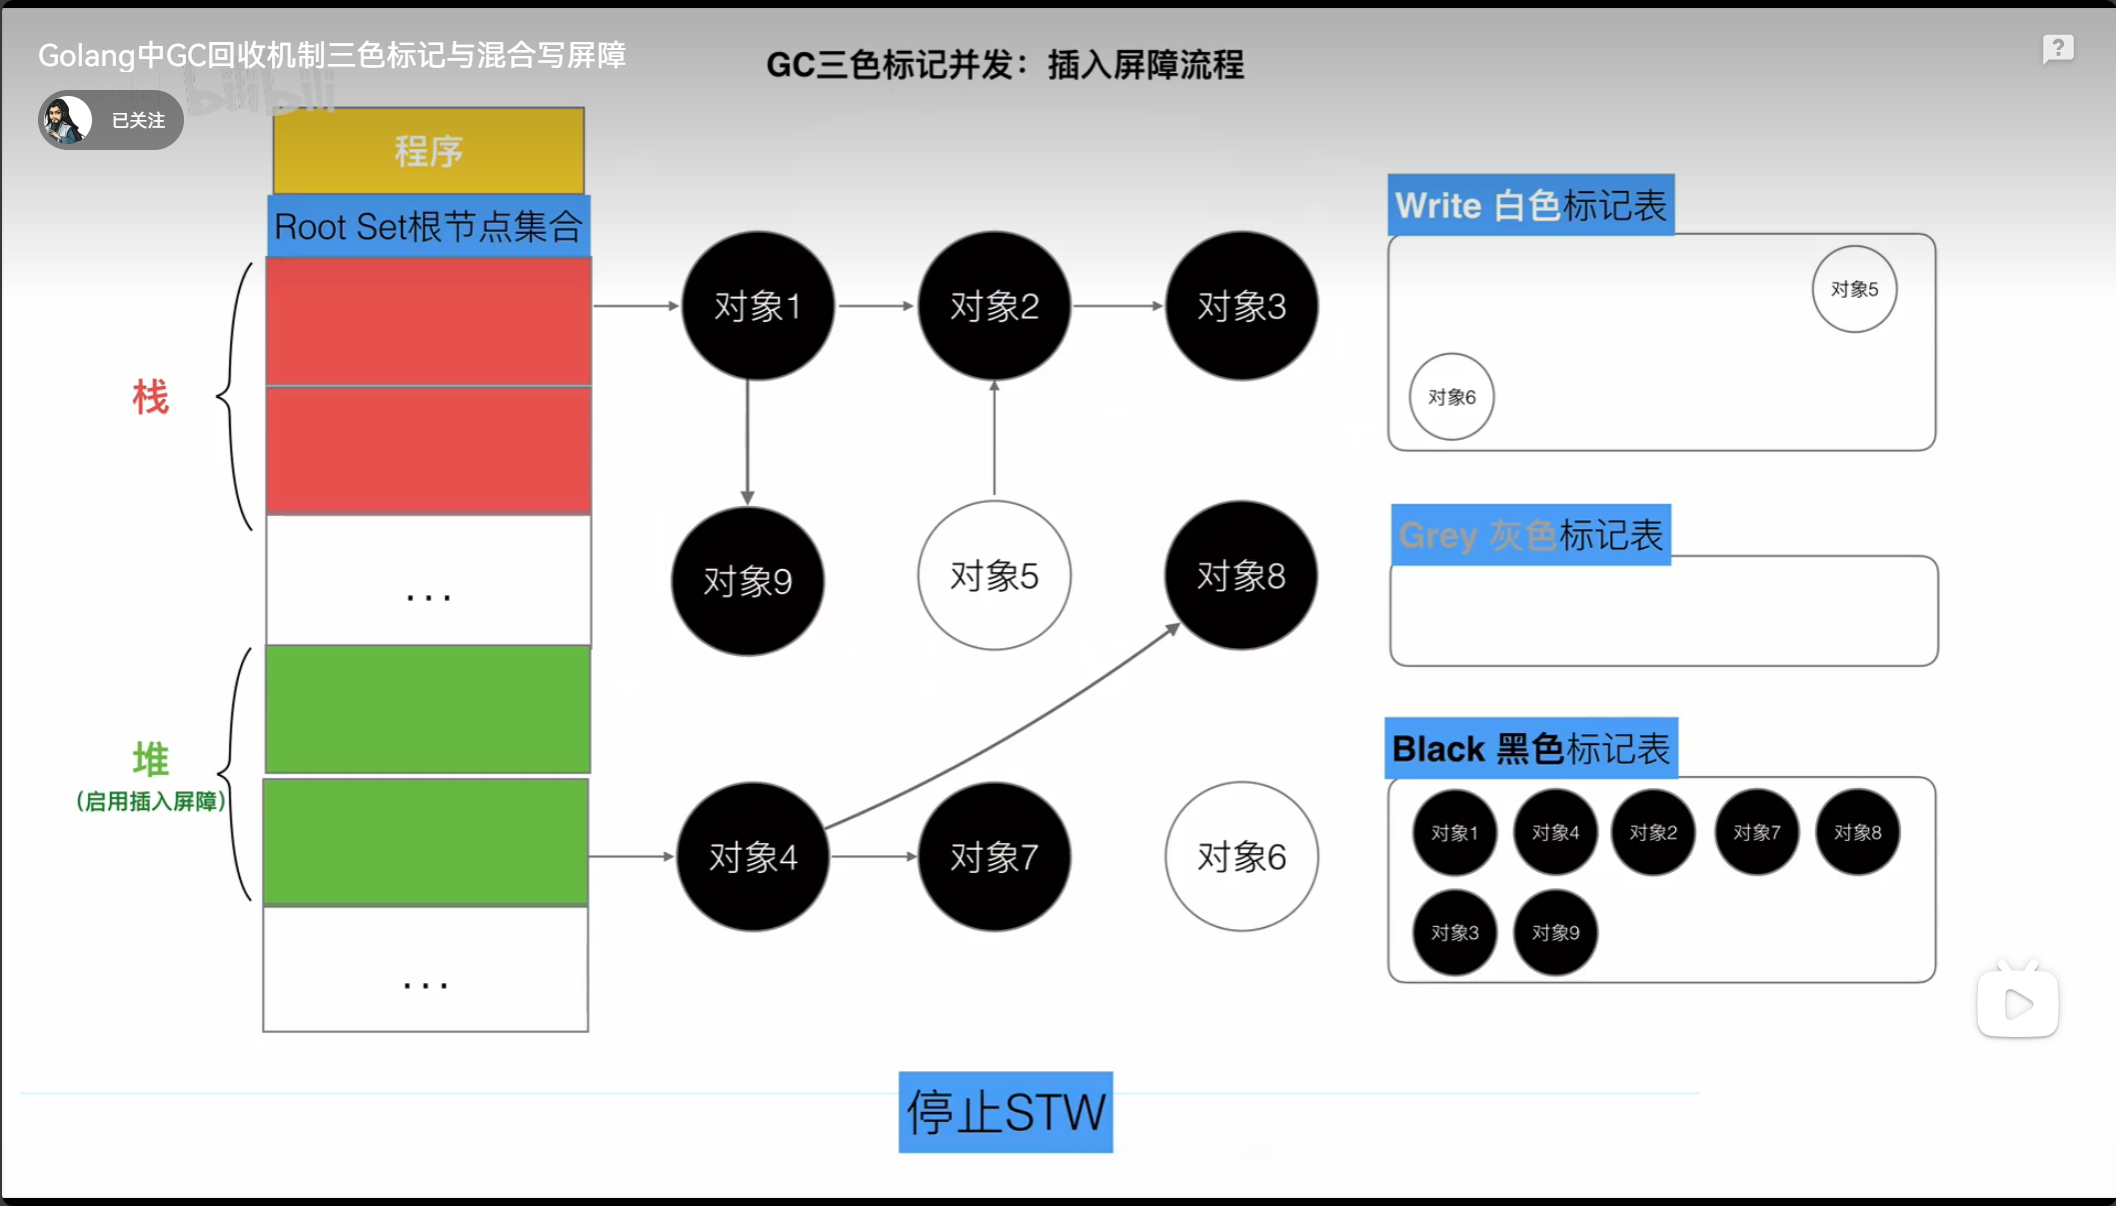 Golang中GC回收机制三色标记与混合写屏障
GC三色标记并发：插入屏障流程
bilibili
已关注
程序
Root Set根节点集合
栈
...
堆
（启用插入屏障）
...
对象1
对象2
对象3
对象9
对象5
对象8
对象4
对象7
对象6
Write 白色标记表
对象5
对象6
Grey 灰色标记表
Black 黑色标记表
对象1
对象4
对象2
对象7
对象8
对象3
对象9
停止STW